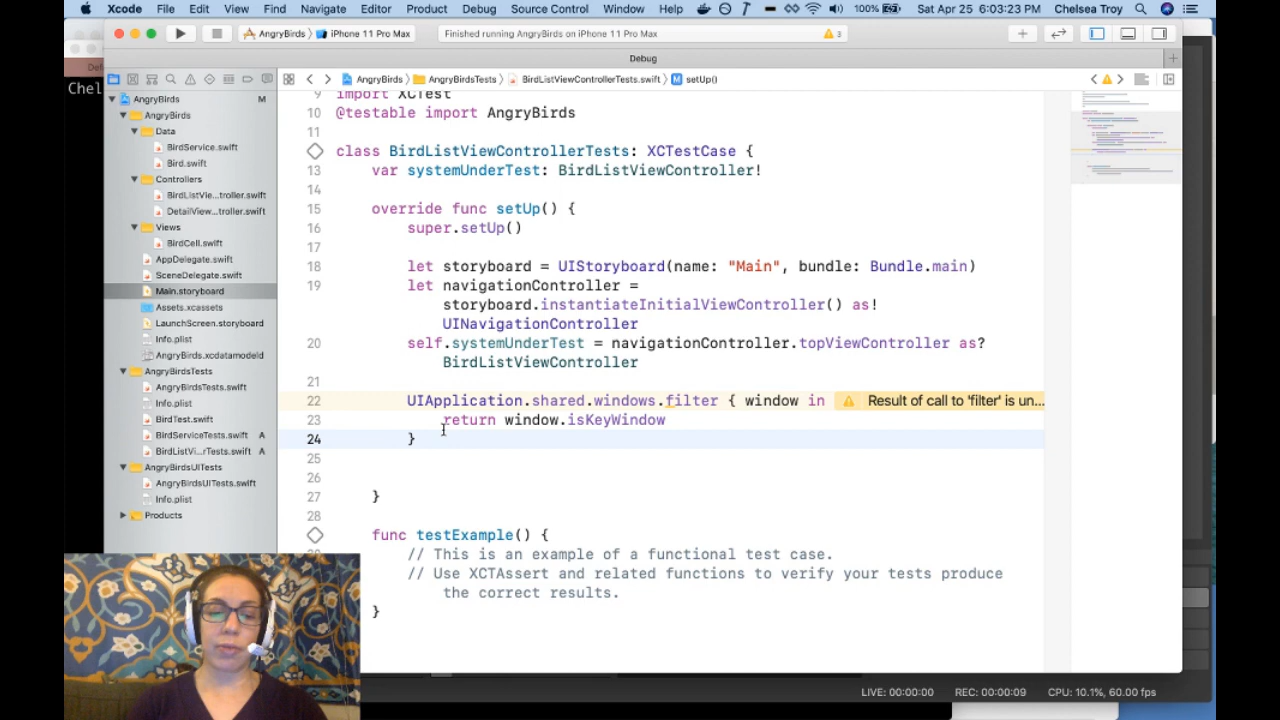 Xcode File Edit View Find Navigate Editor Product Debug Source Control Window Help 100% Sat Apr 25 6:03:23 PM Chelsea Troy
AngryBirds iPhone 11 Pro Max Finished running AngryBirds on iPhone 11 Pro Max 3
Debug
AngryBirds AngryBirdsTests BirdListViewControllerTests.swift M setUp()
Chel
AngryBirds M
AngryBirds
Data
BirdService.swift
Bird.swift
Controllers
BirdListVie...troller.swift
DetailView...troller.swift
Views
BirdCell.swift
AppDelegate.swift
SceneDelegate.swift
Main.storyboard
Assets.xcassets
LaunchScreen.storyboard
Info.plist
AngryBirds.xcdatamodeld
AngryBirdsTests
AngryBirdsTests.swift
Info.plist
BirdTest.swift
BirdServiceTests.swift A
BirdListVi...rTests.swift A
AngryBirdsUITests
AngryBirdsUITests.swift
Info.plist
Products
9 import XCTest
10 @testable import AngryBirds
11
class BirdListViewControllerTests: XCTestCase {
13 var systemUnderTest: BirdListViewController!
14
15 override func setUp() {
16 super.setUp()
17
18 let storyboard = UIStoryboard(name: "Main", bundle: Bundle.main)
19 let navigationController =
storyboard.instantiateInitialViewController() as!
UINavigationController
20 self.systemUnderTest = navigationController.topViewController as?
BirdListViewController
21
22 UIApplication.shared.windows.filter { window in Result of call to 'filter' is un...
23 return window.isKeyWindow
24 }
25
26
27 }
28
func testExample() {
// This is an example of a functional test case.
// Use XCTAssert and related functions to verify your tests produce
the correct results.
}
LIVE: 00:00:00 REC: 00:00:09 CPU: 10.1%, 60.00 fps